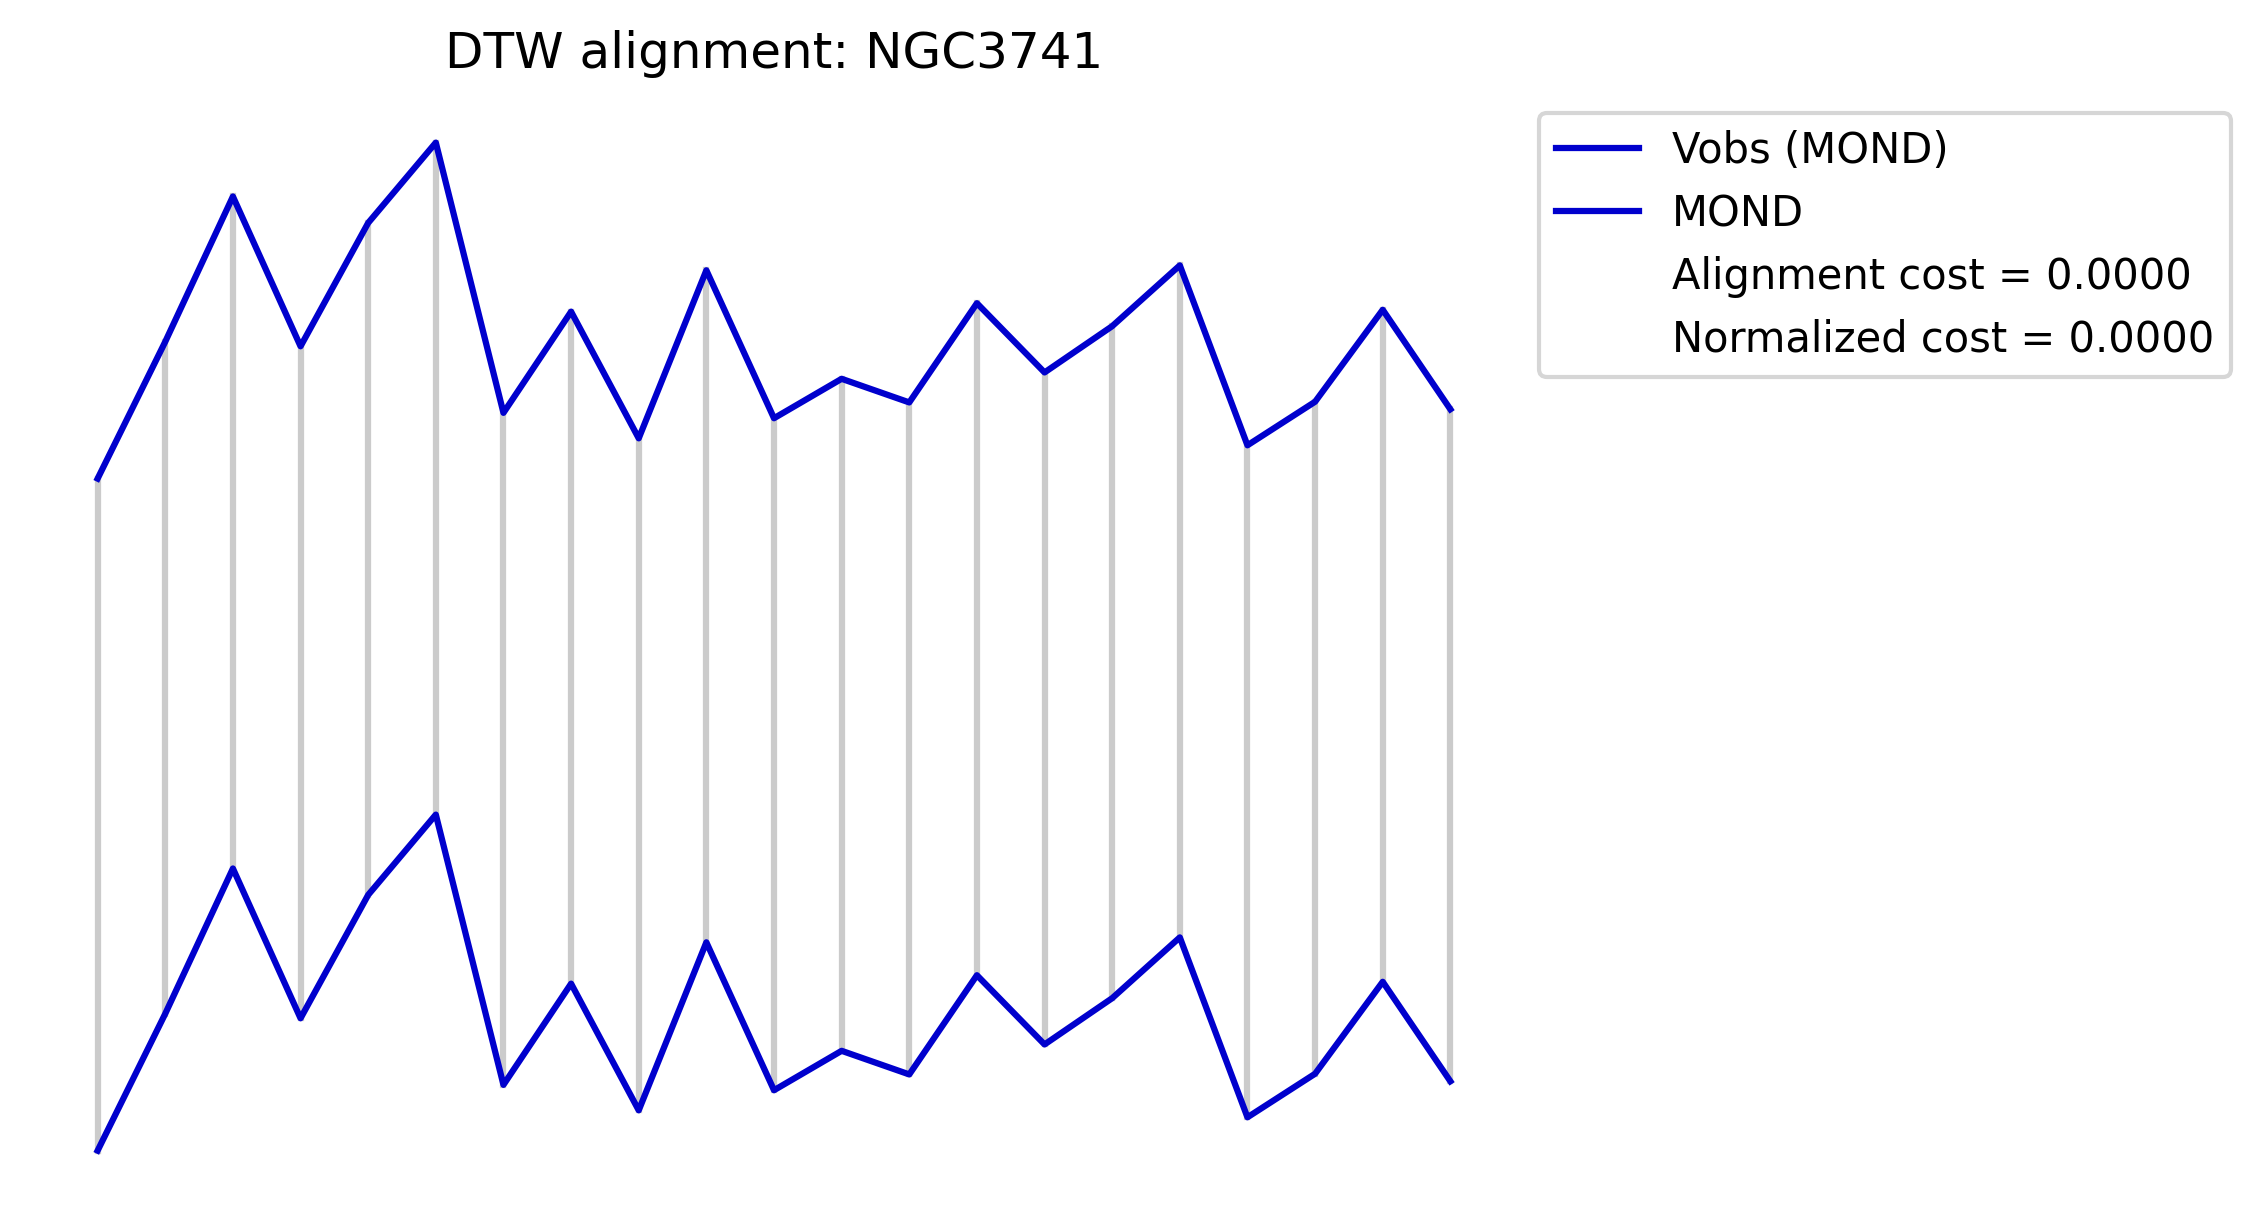 DTW alignment: NGC3741
Vobs (MOND)
MOND
Alignment cost = 0.0000
Normalized cost = 0.0000